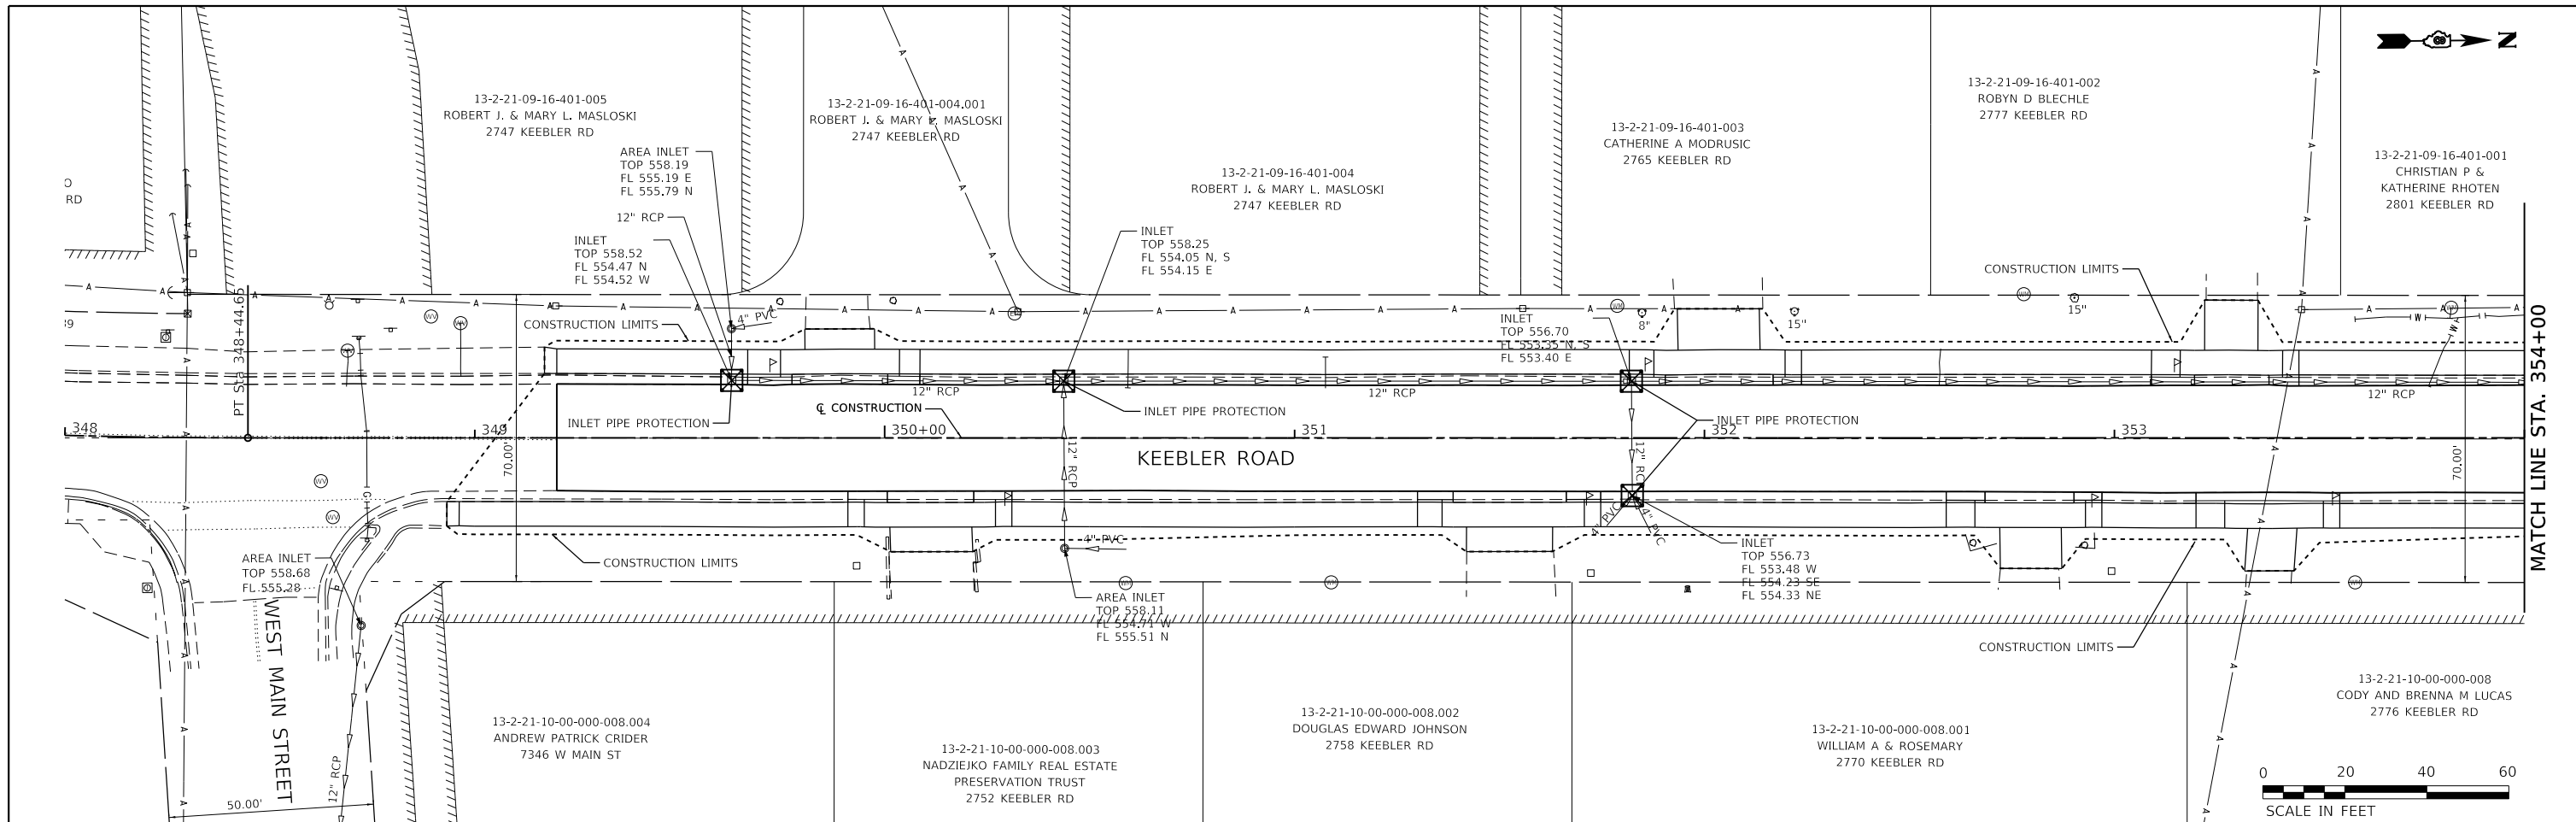 N
13-2-21-09-16-401-005
ROBERT J. & MARY L. MASLOSKI
2747 KEEBLER RD
13-2-21-09-16-401-004.001
ROBERT J. & MARY L. MASLOSKI
2747 KEEBLER RD
13-2-21-09-16-401-004
ROBERT J. & MARY L. MASLOSKI
2747 KEEBLER RD
13-2-21-09-16-401-003
CATHERINE A MODRUSIC
2765 KEEBLER RD
13-2-21-09-16-401-002
ROBYN D BLECHLE
2777 KEEBLER RD
13-2-21-09-16-401-001
CHRISTIAN P &
KATHERINE RHOTEN
2801 KEEBLER RD
RD
AREA INLET
TOP 558.19
FL 555.19 E
FL 555.79 N
12" RCP
INLET
TOP 558.52
FL 554.47 N
FL 554.52 W
INLET
TOP 558.25
FL 554.05 N, S
FL 554.15 E
INLET
TOP 556.70
FL 553.35 N, S
FL 553.40 E
CONSTRUCTION LIMITS
CONSTRUCTION LIMITS
4" PVC
8"
15"
15"
PT Sta 348+44.65
12" RCP
12" RCP
12" RCP
INLET PIPE PROTECTION
INLET PIPE PROTECTION
INLET PIPE PROTECTION
℄ CONSTRUCTION
348
349
350+00
351
352
353
KEEBLER ROAD
70.00'
70.00'
12" RCP
12" RCP
MATCH LINE STA. 354+00
4" PVC
4" PVC
4" PVC
CONSTRUCTION LIMITS
CONSTRUCTION LIMITS
AREA INLET
TOP 558.68
FL 555.28
AREA INLET
TOP 558.11
FL 554.71 W
FL 555.51 N
INLET
TOP 556.73
FL 553.48 W
FL 554.23 SE
FL 554.33 NE
WEST MAIN STREET
12" RCP
50.00'
13-2-21-10-00-000-008.004
ANDREW PATRICK CRIDER
7346 W MAIN ST
13-2-21-10-00-000-008.003
NADZIEJKO FAMILY REAL ESTATE
PRESERVATION TRUST
2752 KEEBLER RD
13-2-21-10-00-000-008.002
DOUGLAS EDWARD JOHNSON
2758 KEEBLER RD
13-2-21-10-00-000-008.001
WILLIAM A & ROSEMARY
2770 KEEBLER RD
13-2-21-10-00-000-008
CODY AND BRENNA M LUCAS
2776 KEEBLER RD
0 20 40 60
SCALE IN FEET